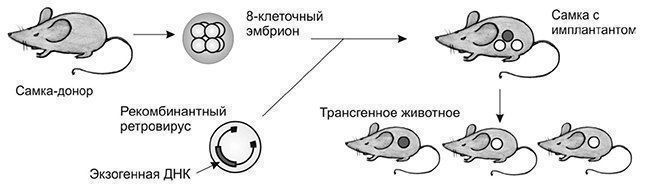 Самка-донор
8-клеточный
эмбрион
Самка с
имплантантом
Рекомбинантный
ретровирус
Экзогенная ДНК
Трансгенное животное